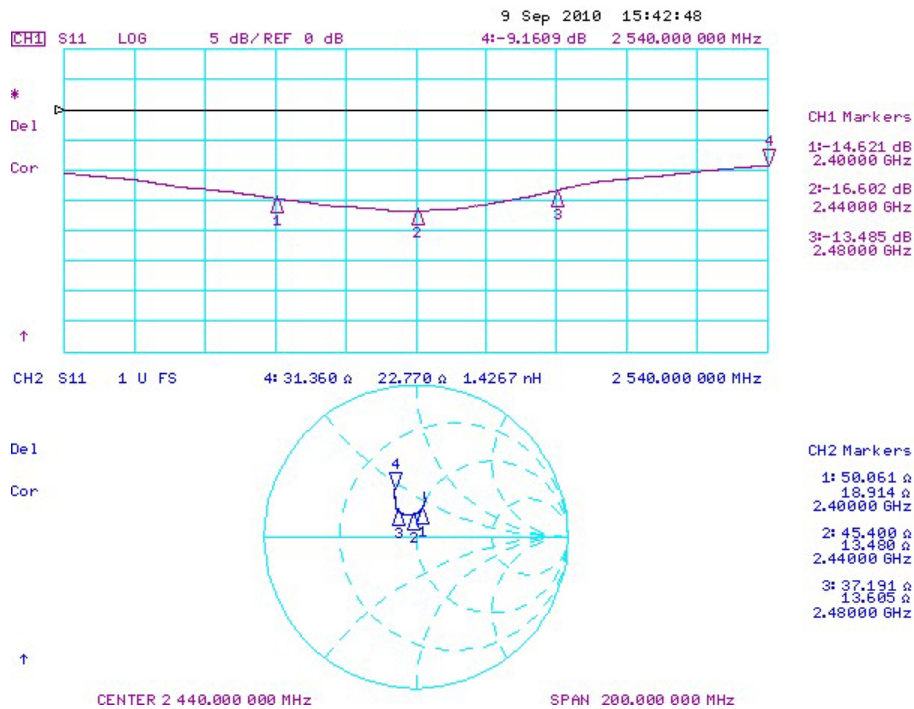 9 Sep 2010 15:42:48
CH1 S11 LOG 5 dB/REF 0 dB 4:-9.1609 dB 2 540.000 000 MHz
*
Del
Cor
↑
1
2
3
4
CH1 Markers
1:-14.621 dB
2.40000 GHz
2:-16.602 dB
2.44000 GHz
3:-13.485 dB
2.48000 GHz
CH2 S11 1 U FS 4: 31.360 Ω 22.770 Ω 1.4267 nH 2 540.000 000 MHz
Del
Cor
↑
4
3
2
1
CH2 Markers
1: 50.061 Ω
18.914 Ω
2.40000 GHz
2: 45.400 Ω
13.480 Ω
2.44000 GHz
3: 37.191 Ω
13.605 Ω
2.48000 GHz
CENTER 2 440.000 000 MHz SPAN 200.000 000 MHz